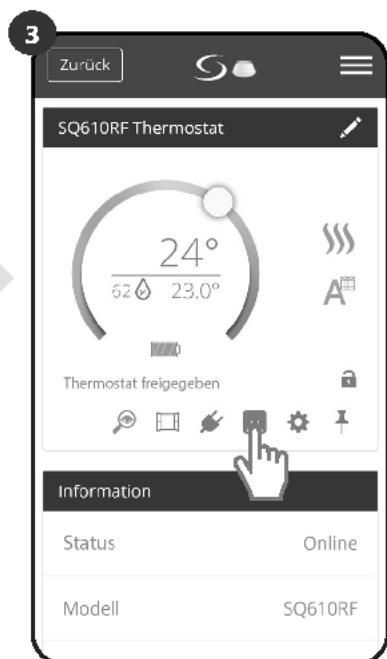 3
Zurück
SQ610RF Thermostat
24°
62 23.0°
A
Thermostat freigegeben
Information
Status Online
Modell SQ610RF